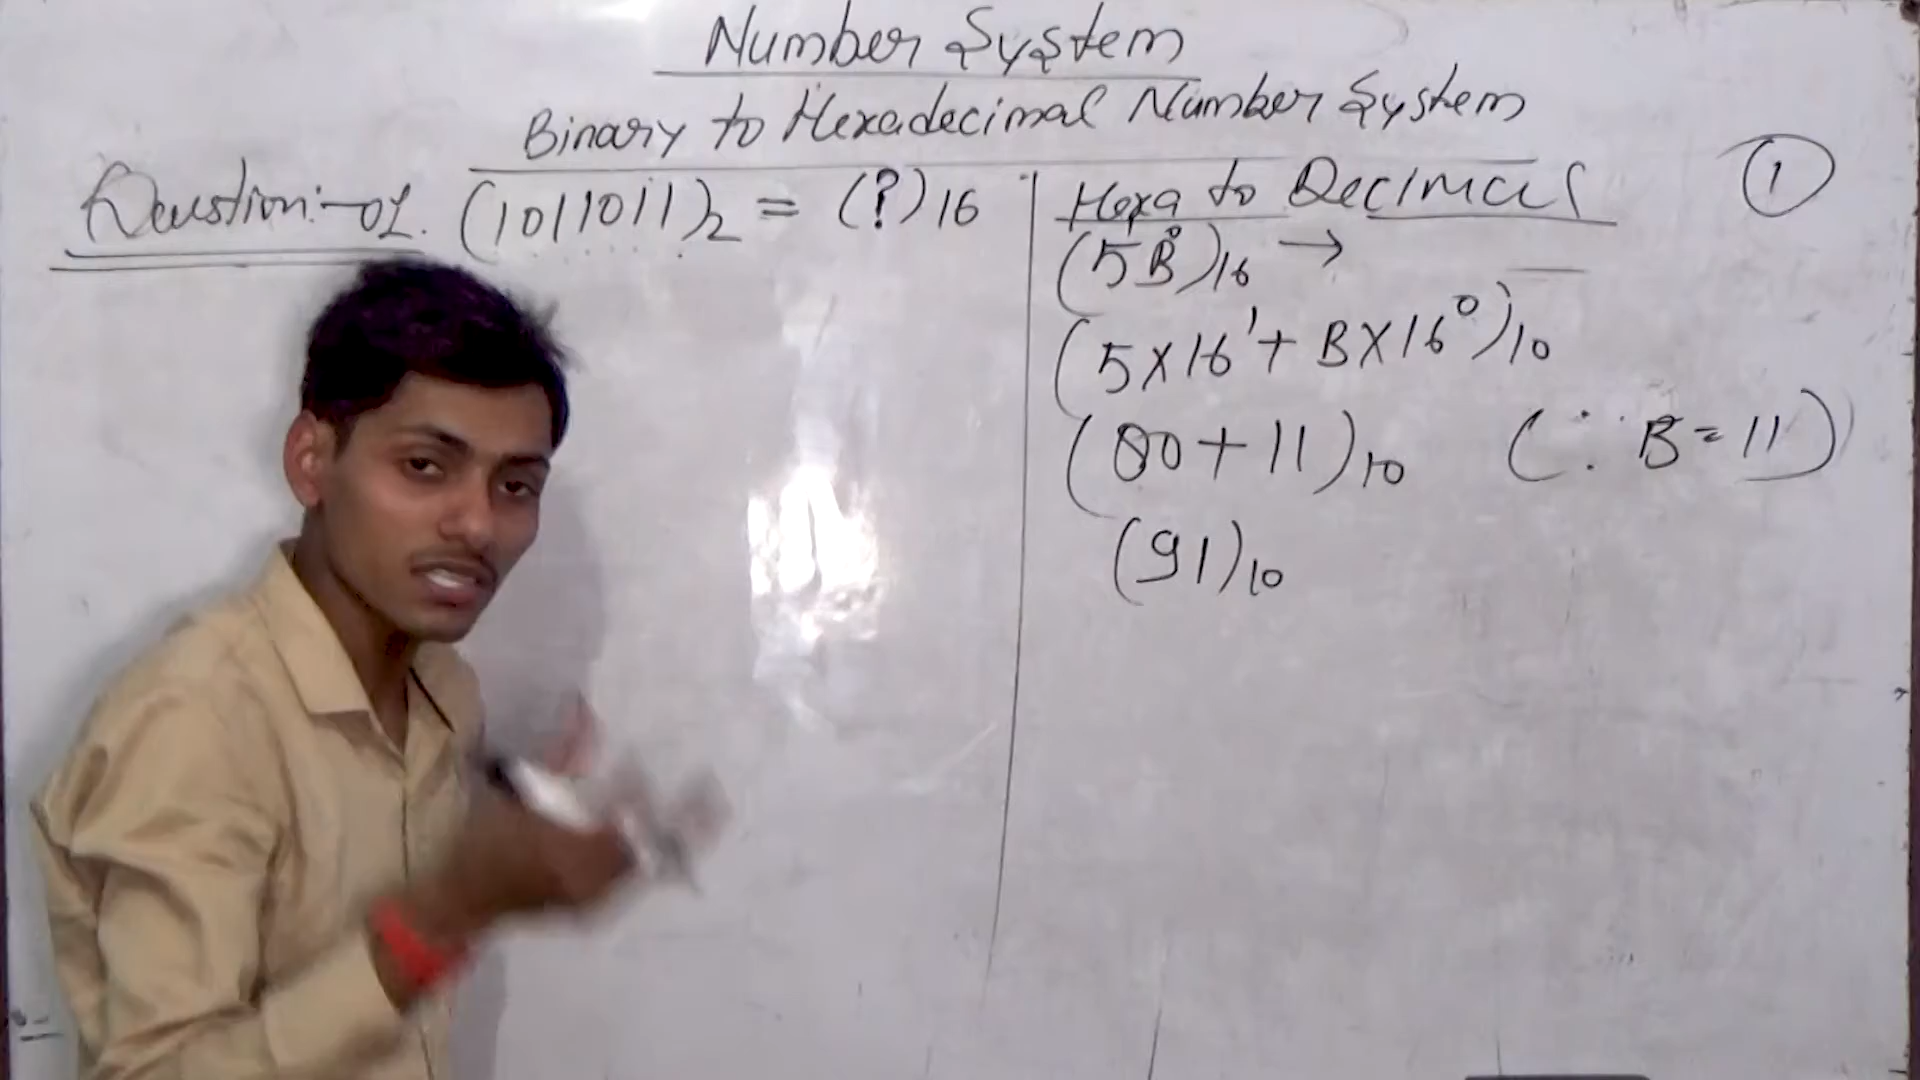 Number System
Binary to Hexadecimal Number System
Qeustion:-01. (1011011)2 = (?)16
Hexa to Decimal
1
(5B)16 →
(5×16¹+B×16⁰)10
(80+11)10 (∵ B=11)
(91)10